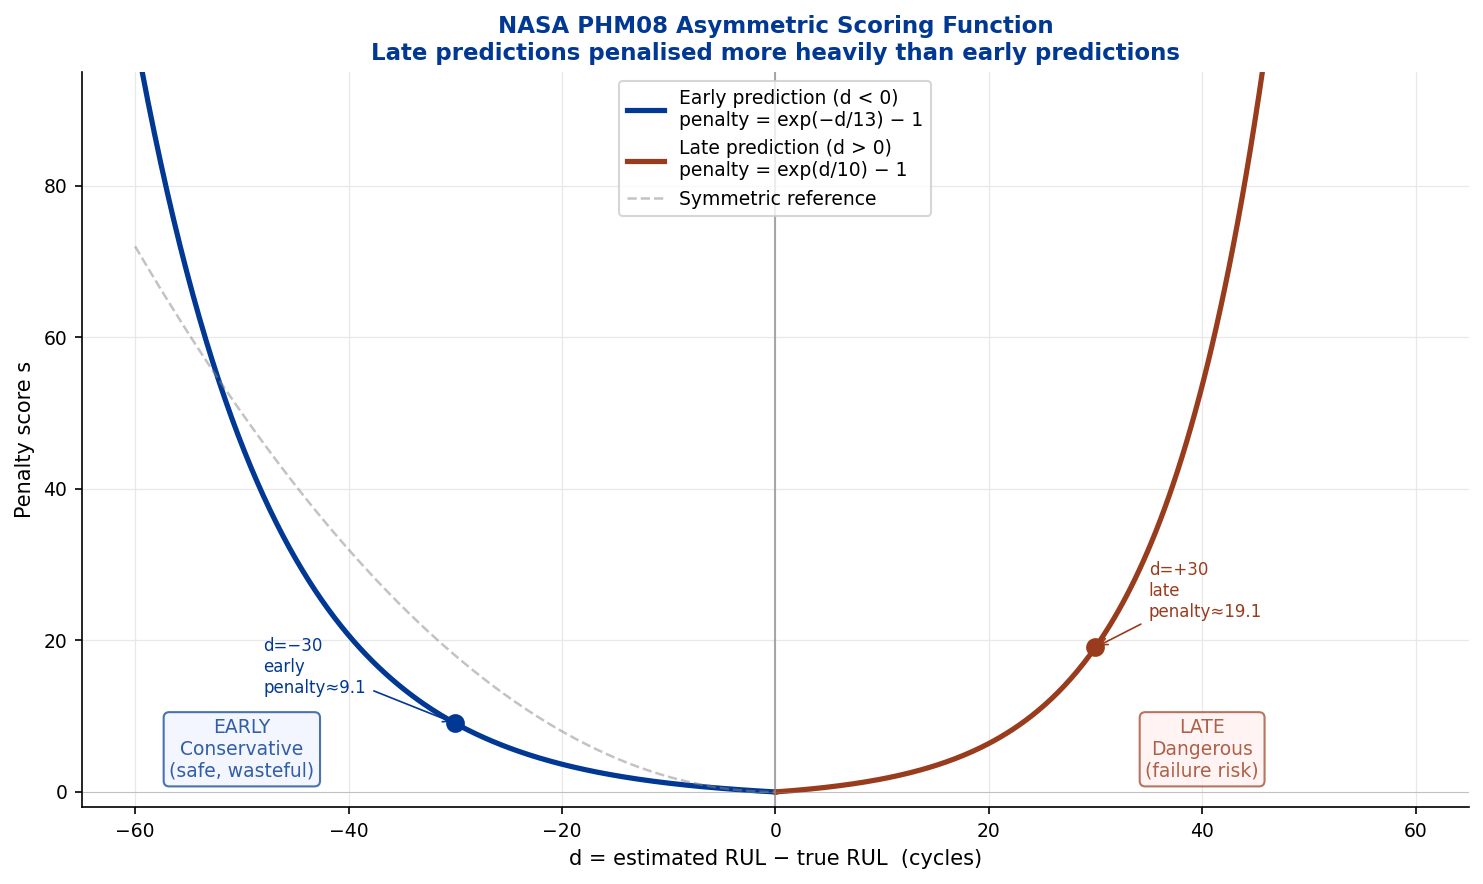 NASA PHM08 Asymmetric Scoring Function
Late predictions penalised more heavily than early predictions
Early prediction (d < 0)
penalty = exp(−d/13) − 1
Late prediction (d > 0)
penalty = exp(d/10) − 1
Symmetric reference
Penalty score s
80
60
40
20
0
d=+30
late
penalty≈19.1
d=−30
early
penalty≈9.1
EARLY
Conservative
(safe, wasteful)
LATE
Dangerous
(failure risk)
−60
−40
−20
0
20
40
60
d = estimated RUL − true RUL  (cycles)